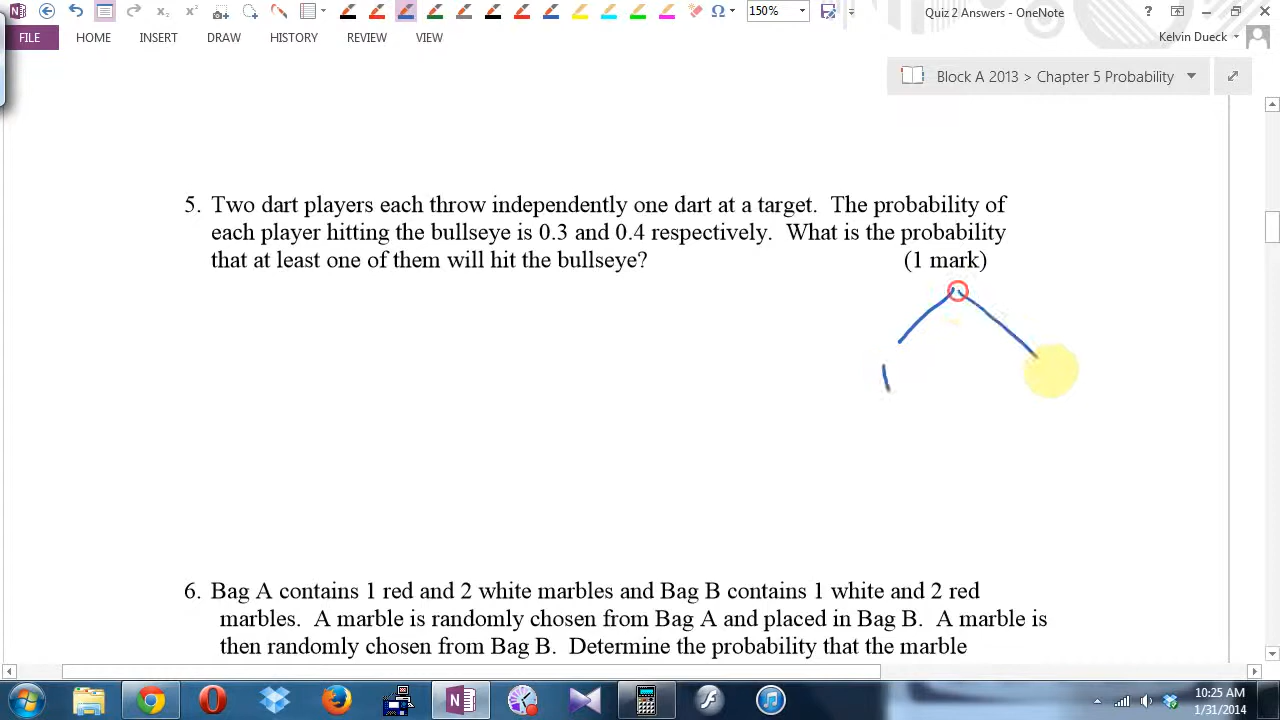 150%
Quiz 2 Answers - OneNote
FILE HOME INSERT DRAW HISTORY REVIEW VIEW
Kelvin Dueck
Block A 2013 > Chapter 5 Probability
5. Two dart players each throw independently one dart at a target. The probability of
each player hitting the bullseye is 0.3 and 0.4 respectively. What is the probability
that at least one of them will hit the bullseye? (1 mark)
6. Bag A contains 1 red and 2 white marbles and Bag B contains 1 white and 2 red
marbles. A marble is randomly chosen from Bag A and placed in Bag B. A marble is
then randomly chosen from Bag B. Determine the probability that the marble
10:25 AM
1/31/2014